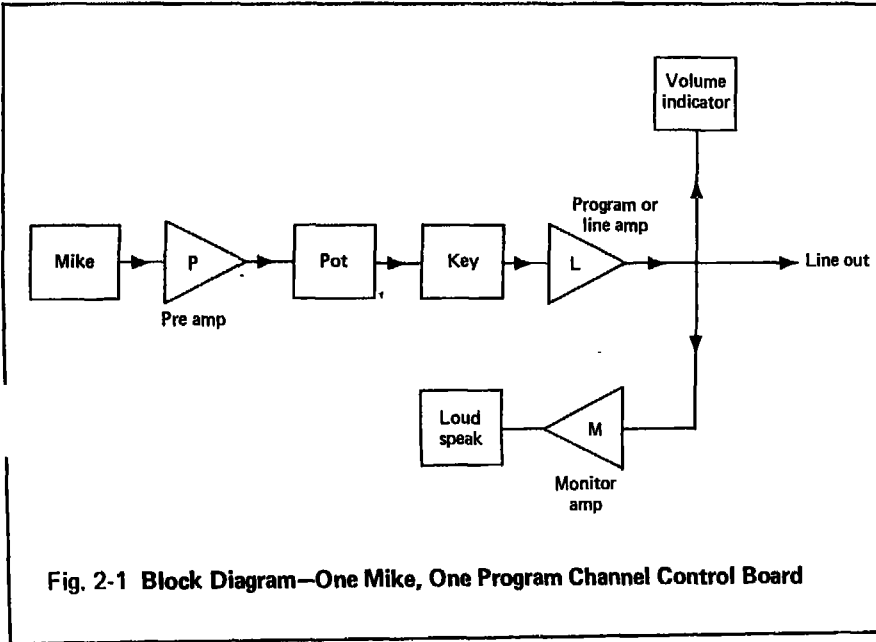 Volume
indicator
Program or
line amp
Mike
P
Pot
Key
L
Line out
Pre amp
Loud
speak
M
Monitor
amp
Fig. 2-1 Block Diagram—One Mike, One Program Channel Control Board